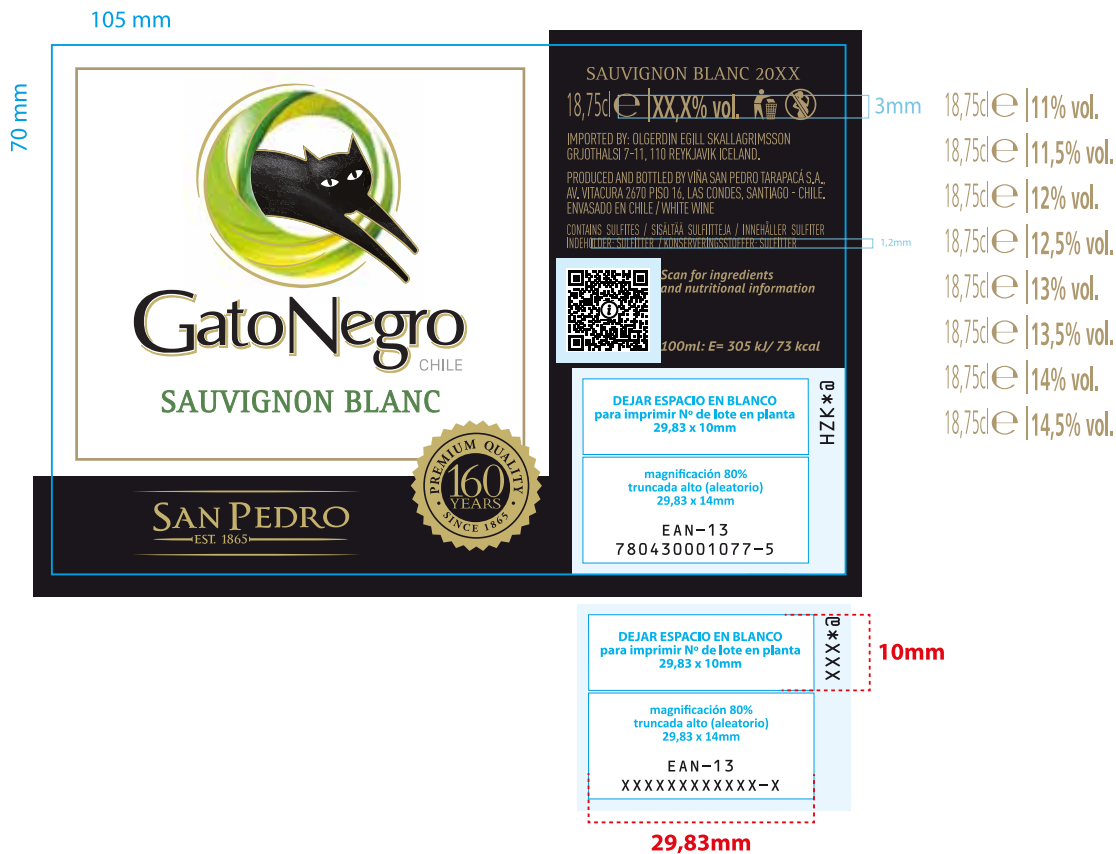 105 mm
70 mm
GatoNegro
CHILE
SAUVIGNON BLANC
PREMIUM QUALITY
160
YEARS
SINCE 1865
SAN PEDRO
EST. 1865
SAUVIGNON BLANC 20XX
18,75cl e XX,X% vol.
3mm
IMPORTED BY: OLGERDIN EGILL SKALLAGRIMSSON
GRJOTHALSI 7-11, 110 REYKJAVIK ICELAND.
PRODUCED AND BOTTLED BY VIÑA SAN PEDRO TARAPACÁ S.A.,
AV. VITACURA 2670 PISO 16, LAS CONDES, SANTIAGO - CHILE.
ENVASADO EN CHILE / WHITE WINE
CONTAINS SULFITES / SISÄLTÄÄ SULFIITTEJA / INNEHÅLLER SULFITER
INDEHOLDER: SULFITTER / KONSERVERINGSSTOFFER: SULFITTER
1,2mm
Scan for ingredients
and nutritional information
100ml: E= 305 kJ/ 73 kcal
DEJAR ESPACIO EN BLANCO
para imprimir Nº de lote en planta
29,83 x 10mm
HZK*@
magnificación 80%
truncada alto (aleatorio)
29,83 x 14mm
EAN-13
780430001077-5
18,75cl e 11% vol.
18,75cl e 11,5% vol.
18,75cl e 12% vol.
18,75cl e 12,5% vol.
18,75cl e 13% vol.
18,75cl e 13,5% vol.
18,75cl e 14% vol.
18,75cl e 14,5% vol.
DEJAR ESPACIO EN BLANCO
para imprimir Nº de lote en planta
29,83 x 10mm
XXX*@
10mm
magnificación 80%
truncada alto (aleatorio)
29,83 x 14mm
EAN-13
XXXXXXXXXXXX-X
29,83mm